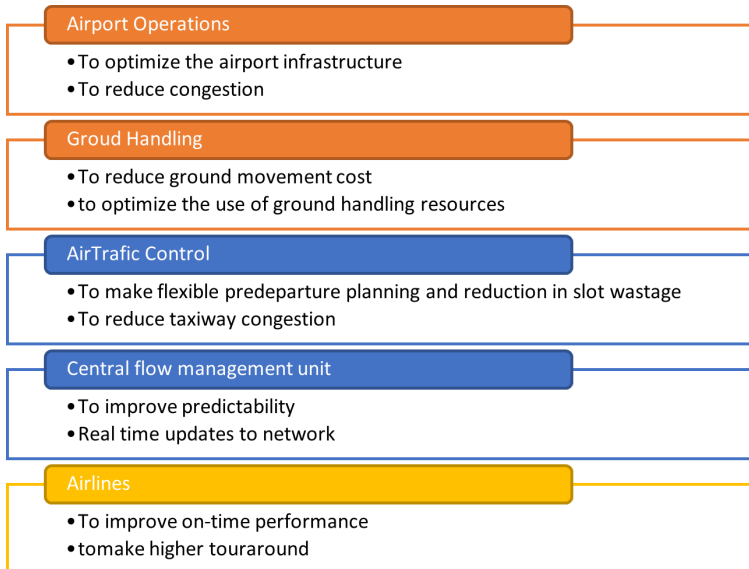 Airport Operations
•To optimize the airport infrastructure
•To reduce congestion
Groud Handling
•To reduce ground movement cost
•to optimize the use of ground handling resources
AirTrafic Control
•To make flexible predeparture planning and reduction in slot wastage
•To reduce taxiway congestion
Central flow management unit
•To improve predictability
•Real time updates to network
Airlines
•To improve on-time performance
•tomake higher touraround